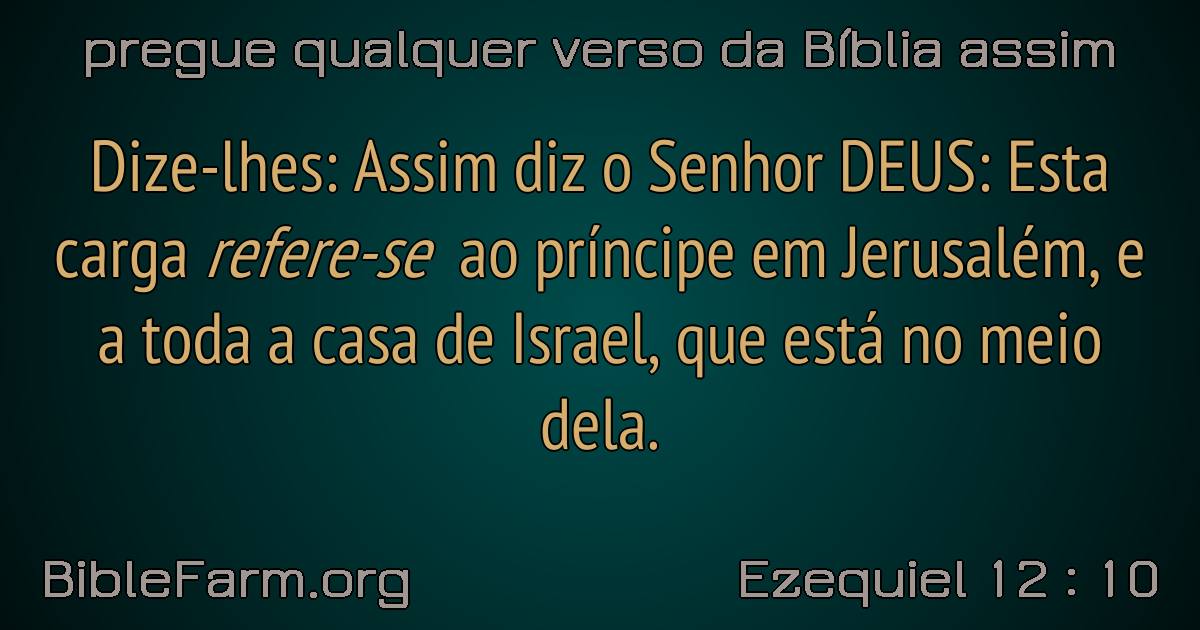 pregue qualquer verso da Bíblia assim
Dize-lhes: Assim diz o Senhor DEUS: Esta
carga refere-se ao príncipe em Jerusalém, e
a toda a casa de Israel, que está no meio
dela.
BibleFarm.org
Ezequiel 12 : 10